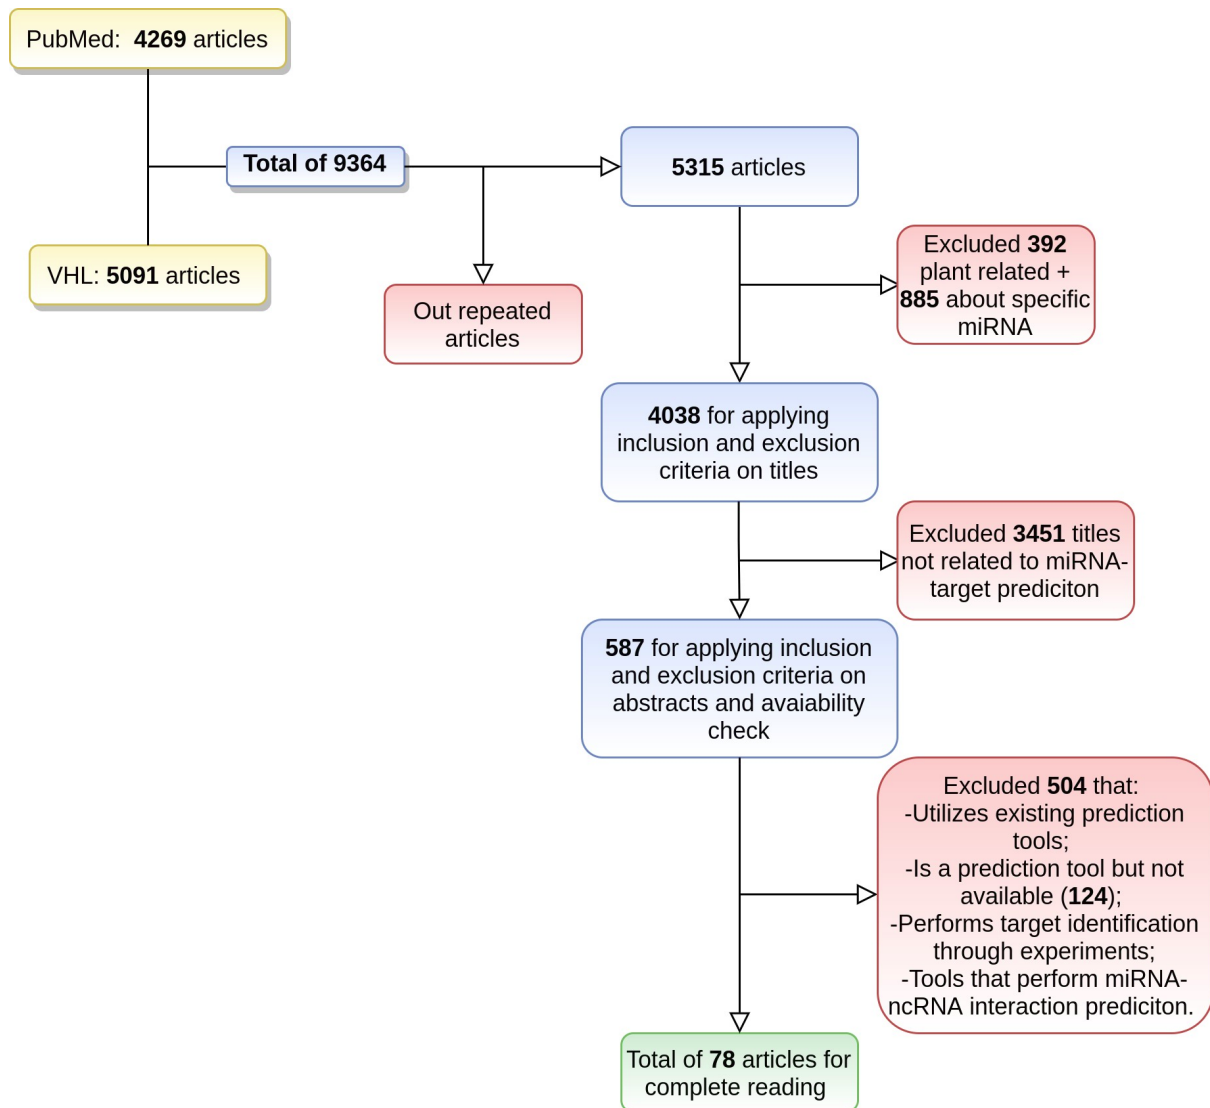 PubMed: 4269 articles
Total of 9364
VHL: 5091 articles
Out repeated
articles
5315 articles
Excluded 392
plant related +
885 about specific
miRNA
4038 for applying
inclusion and exclusion
criteria on titles
Excluded 3451 titles
not related to miRNA-
target prediciton
587 for applying inclusion
and exclusion criteria on
abstracts and avaiability
check
Excluded 504 that:
-Utilizes existing prediction
tools;
-Is a prediction tool but not
available (124);
-Performs target identification
through experiments;
-Tools that perform miRNA-
ncRNA interaction prediciton.
Total of 78 articles for
complete reading